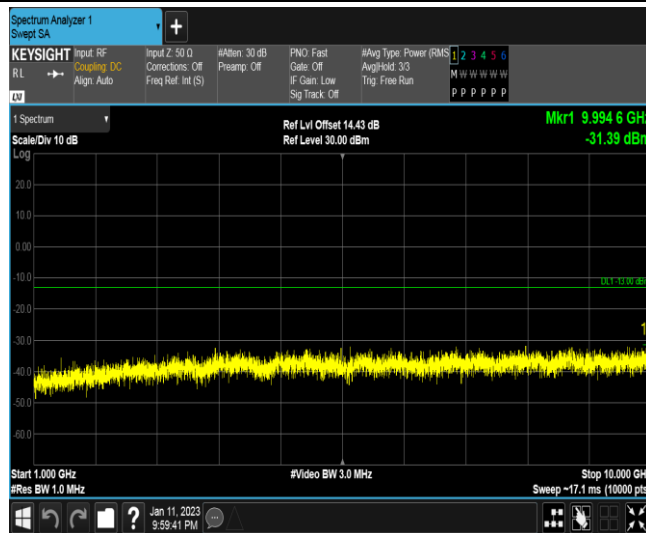 Spectrum Analyzer 1
Swept SA
KEYSIGHT
RL
Input: RF
Coupling: DC
Align: Auto
Input Z: 50 Ω
Corrections: Off
Freq Ref: Int (S)
#Atten: 30 dB
Preamp: Off
PNO: Fast
Gate: Off
IF Gain: Low
Sig Track: Off
#Avg Type: Power (RMS
Avg|Hold: 3/3
Trig: Free Run
1 2 3 4 5 6
M W W W W W
P P P P P P
1 Spectrum
Scale/Div 10 dB
Log
Ref Lvl Offset 14.43 dB
Ref Level 30.00 dBm
Mkr1 9.994 6 GHz
-31.39 dBm
20.0
10.0
0.00
-10.0
DL1 -13.00 dBm
-20.0
-30.0
1
-40.0
-50.0
-60.0
Start 1.000 GHz
#Res BW 1.0 MHz
#Video BW 3.0 MHz
Stop 10.000 GH
Sweep ~17.1 ms (10000 pts
Jan 11, 2023
9:59:41 PM